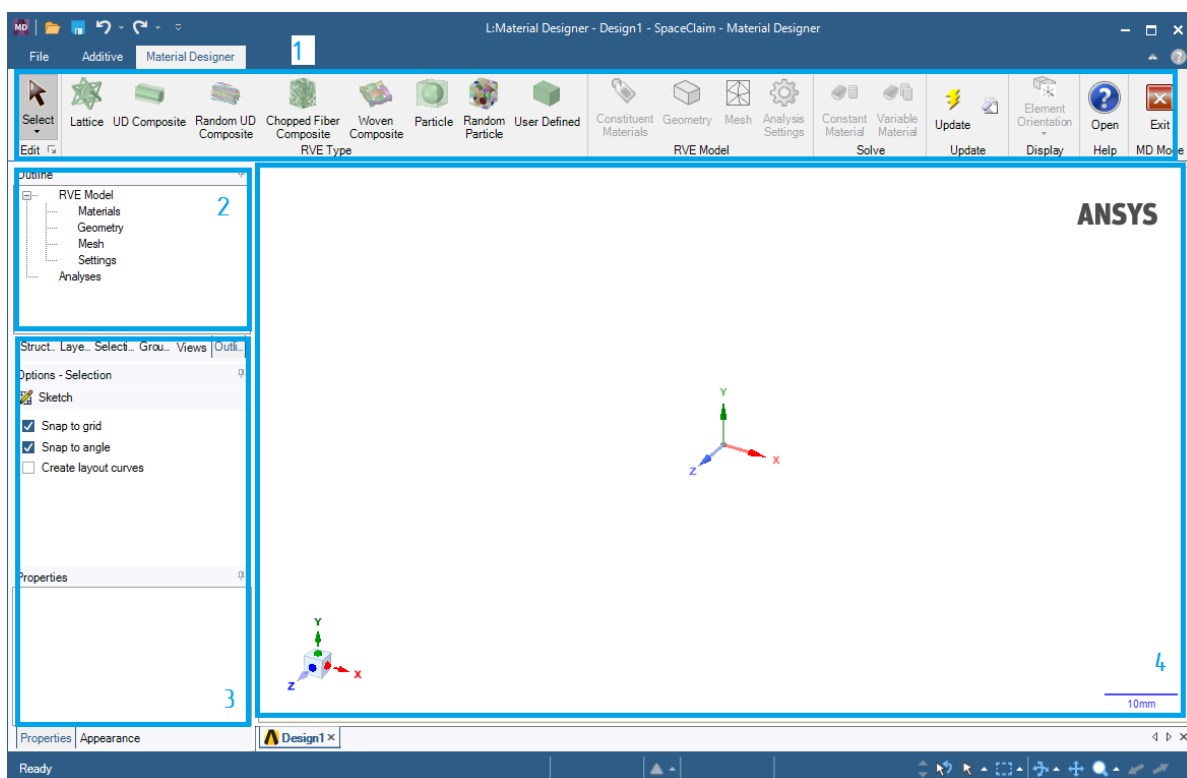 MD
L:Material Designer - Design1 - SpaceClaim - Material Designer
File Additive Material Designer 1
Select Lattice UD Composite Random UD Composite Chopped Fiber Composite Woven Composite Particle Random Particle User Defined Constituent Materials Geometry Mesh Analysis Settings Constant Material Variable Material Update Element Orientation Open Exit
Edit RVE Type RVE Model Solve Update Display Help MD Mode
Outline
RVE Model
2
Materials
Geometry
Mesh
Settings
Analyses
ANSYS
Struct... Laye... Selecti... Grou... Views Outli...
Options - Selection
Sketch
Snap to grid
Snap to angle
Create layout curves
Y
X
Z
Properties
Y
X
Z
3
4
10mm
Properties Appearance
Design1
Ready